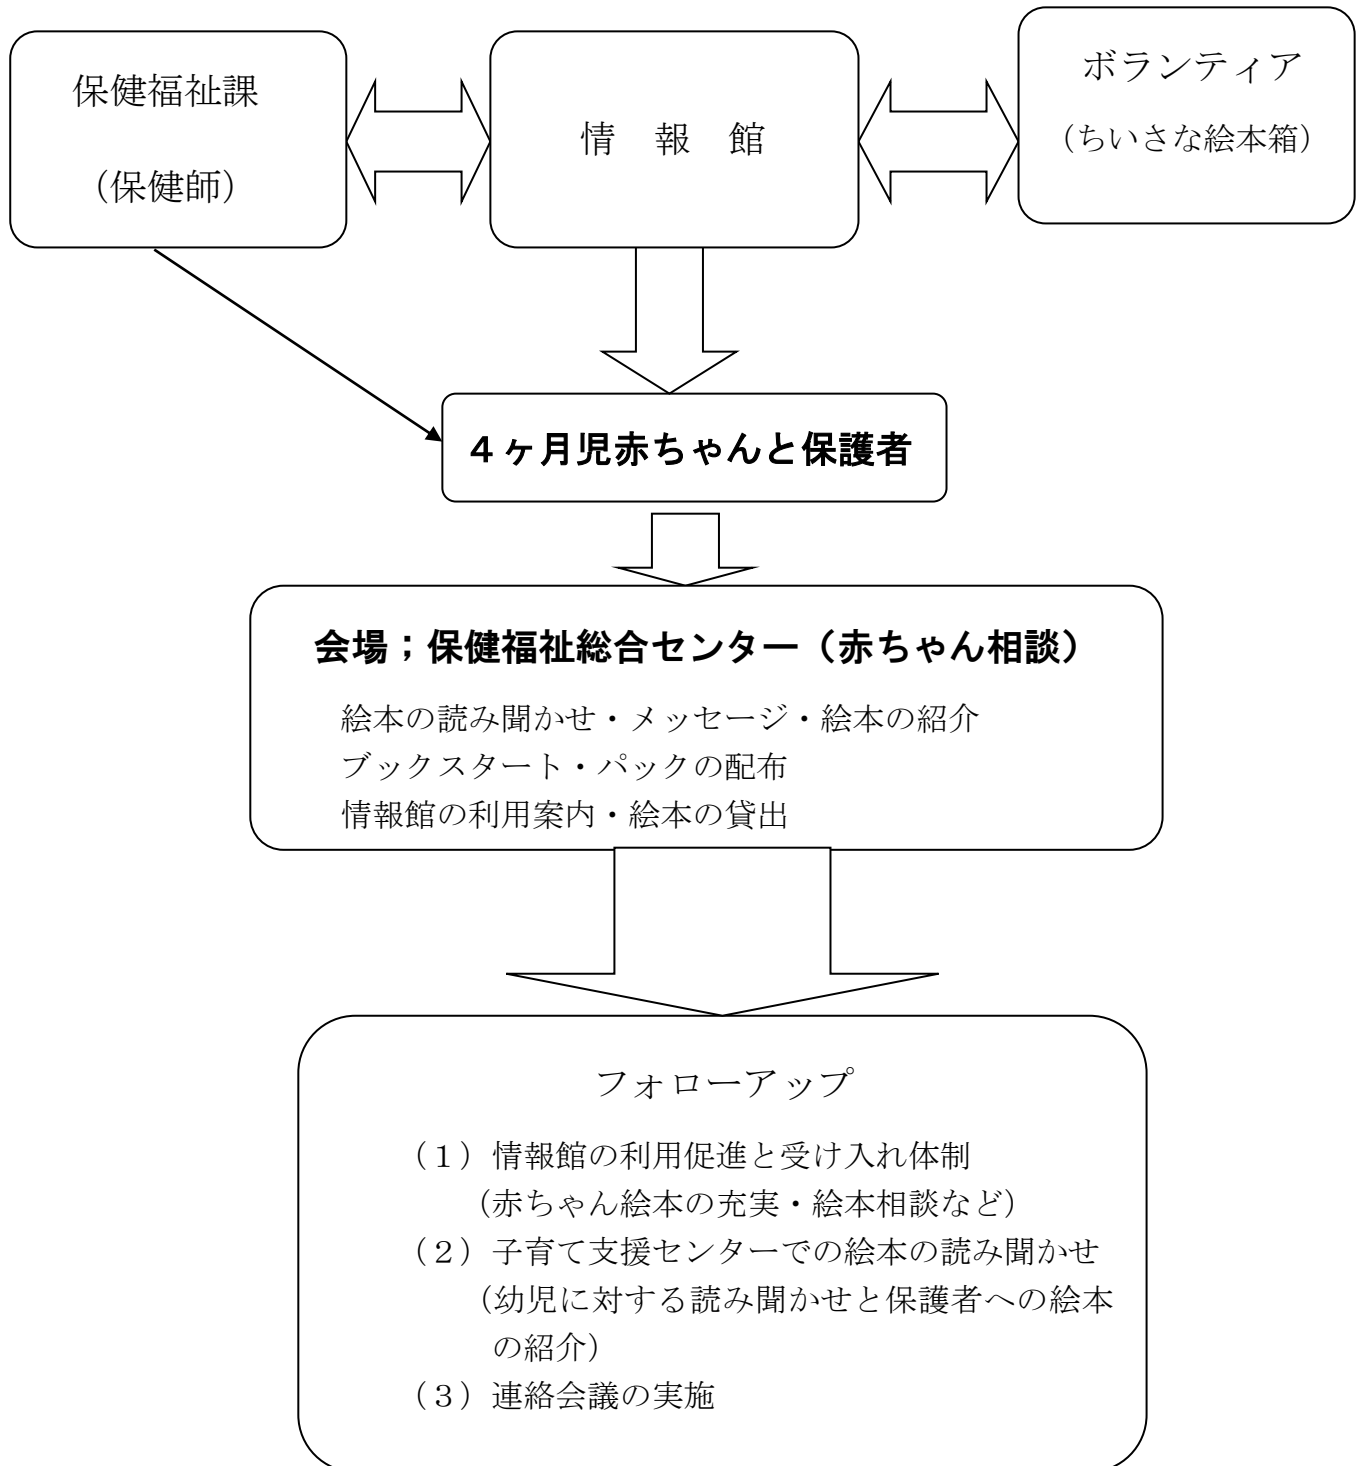 保健福祉課
（保健師）
情　報　館
ボランティア
（ちいさな絵本箱）
４ヶ月児赤ちゃんと保護者
会場；保健福祉総合センター（赤ちゃん相談）
絵本の読み聞かせ・メッセージ・絵本の紹介
ブックスタート・パックの配布
情報館の利用案内・絵本の貸出
フォローアップ
（１）情報館の利用促進と受け入れ体制
（赤ちゃん絵本の充実・絵本相談など）
（２）子育て支援センターでの絵本の読み聞かせ
（幼児に対する読み聞かせと保護者への絵本
の紹介）
（３）連絡会議の実施